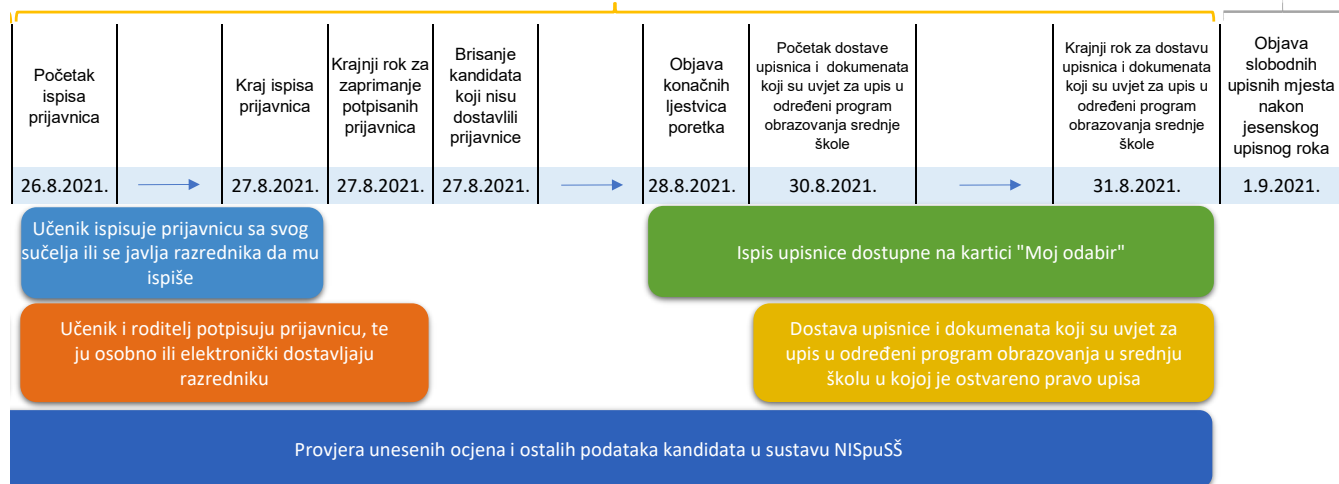 Početak
ispisa
prijavnica
Kraj ispisa
prijavnica
Krajnji rok za
zaprimanje
potpisanih
prijavnica
Brisanje
kandidata
koji nisu
dostavlili
prijavnice
Objava
konačnih
ljestvica
poretka
Početak dostave
upisnica i dokumenata
koji su uvjet za upis u
određeni program
obrazovanja srednje
škole
Krajnji rok za dostavu
upisnica i dokumenata
koji su uvjet za upis u
određeni program
obrazovanja srednje
škole
Objava
slobodnih
upisnih mjesta
nakon
jesenskog
upisnog roka
26.8.2021.
27.8.2021.
27.8.2021.
27.8.2021.
28.8.2021.
30.8.2021.
31.8.2021.
1.9.2021.
Učenik ispisuje prijavnicu sa svog
sučelja ili se javlja razrednika da mu
ispiše
Ispis upisnice dostupne na kartici "Moj odabir"
Učenik i roditelj potpisuju prijavnicu, te
ju osobno ili elektronički dostavljaju
razredniku
Dostava upisnice i dokumenata koji su uvjet za
upis u određeni program obrazovanja u srednju
školu u kojoj je ostvareno pravo upisa
Provjera unesenih ocjena i ostalih podataka kandidata u sustavu NISpuSŠ